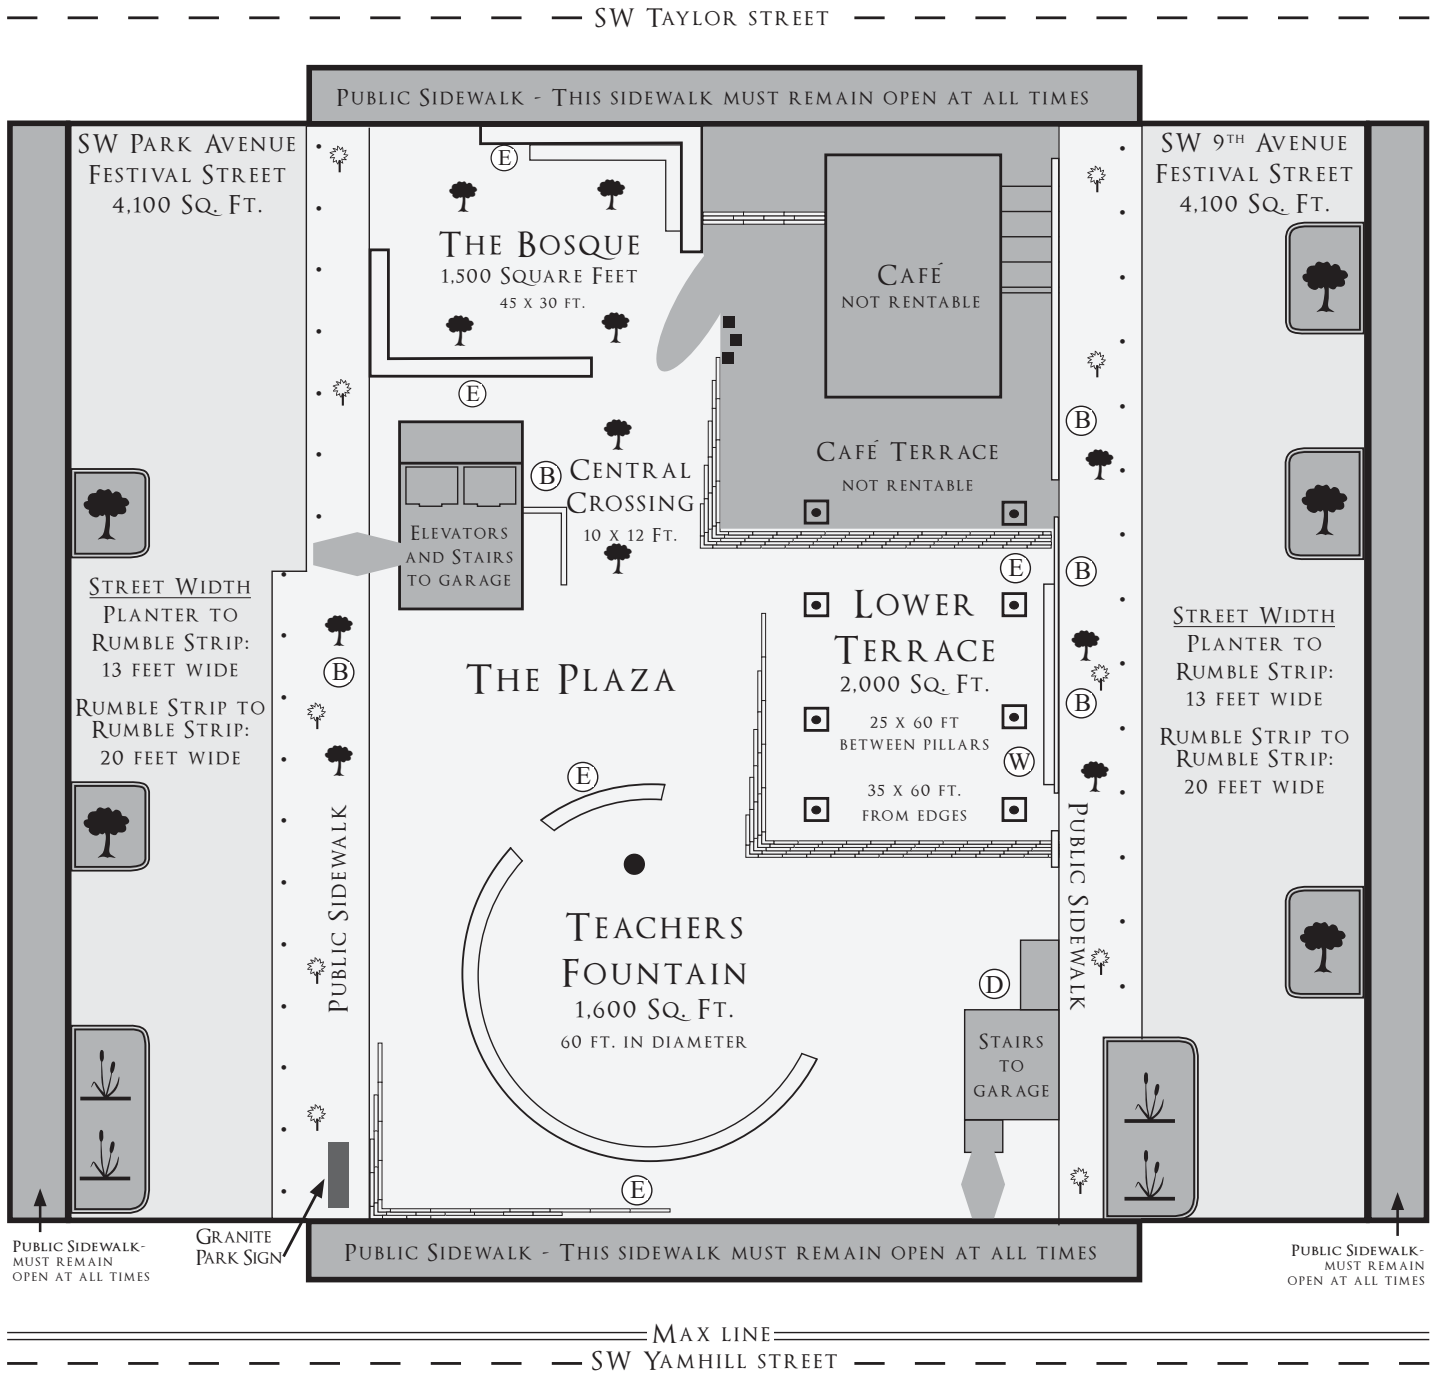 SW Taylor street
Public Sidewalk - This sidewalk must remain open at all times
SW Park Avenue
Festival Street
4,100 Sq. Ft.
SW 9th Avenue
Festival Street
4,100 Sq. Ft.
E
The Bosque
1,500 Square Feet
45 x 30 ft.
E
Café
not rentable
Café Terrace
not rentable
B
B
Central
Crossing
10 x 12 Ft.
Elevators
and Stairs
to garage
E
B
Street Width
Planter to
Rumble Strip:
13 feet wide
Rumble Strip to
Rumble Strip:
20 feet wide
B
Public Sidewalk
The Plaza
Lower
Terrace
2,000 Sq. Ft.
25 x 60 ft
between pillars
35 x 60 ft.
from edges
W
B
Public Sidewalk
Street Width
Planter to
Rumble Strip:
13 feet wide
Rumble Strip to
Rumble Strip:
20 feet wide
E
Teachers
Fountain
1,600 Sq. Ft.
60 ft. in diameter
D
Stairs
to
garage
E
Public Sidewalk-
must remain
open at all times
Granite
Park Sign
Public Sidewalk - This sidewalk must remain open at all times
Public Sidewalk-
must remain
open at all times
Max line
SW Yamhill street